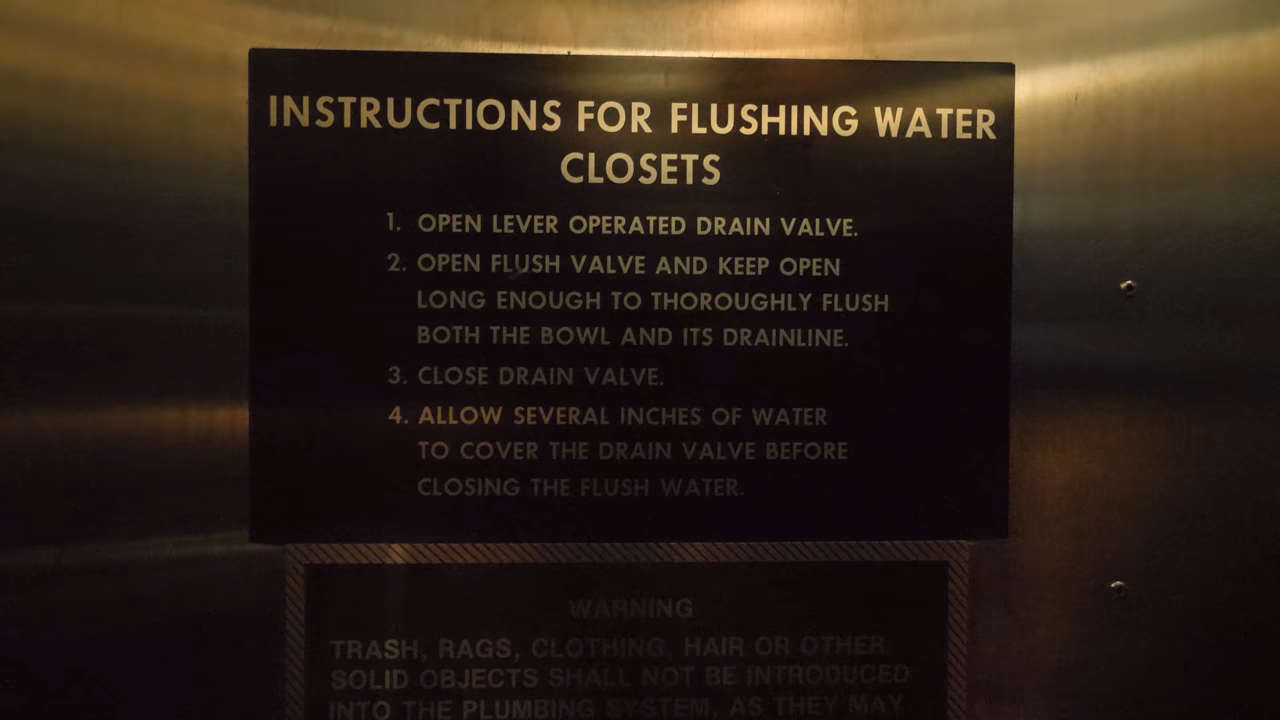 INSTRUCTIONS FOR FLUSHING WATER
CLOSETS
1. OPEN LEVER OPERATED DRAIN VALVE.
2. OPEN FLUSH VALVE AND KEEP OPEN
LONG ENOUGH TO THOROUGHLY FLUSH
BOTH THE BOWL AND ITS DRAINLINE.
3. CLOSE DRAIN VALVE.
4. ALLOW SEVERAL INCHES OF WATER
TO COVER THE DRAIN VALVE BEFORE
CLOSING THE FLUSH WATER.
WARNING
TRASH, RAGS, CLOTHING, HAIR OR OTHER
SOLID OBJECTS SHALL NOT BE INTRODUCED
INTO THE PLUMBING SYSTEM, AS THEY MAY